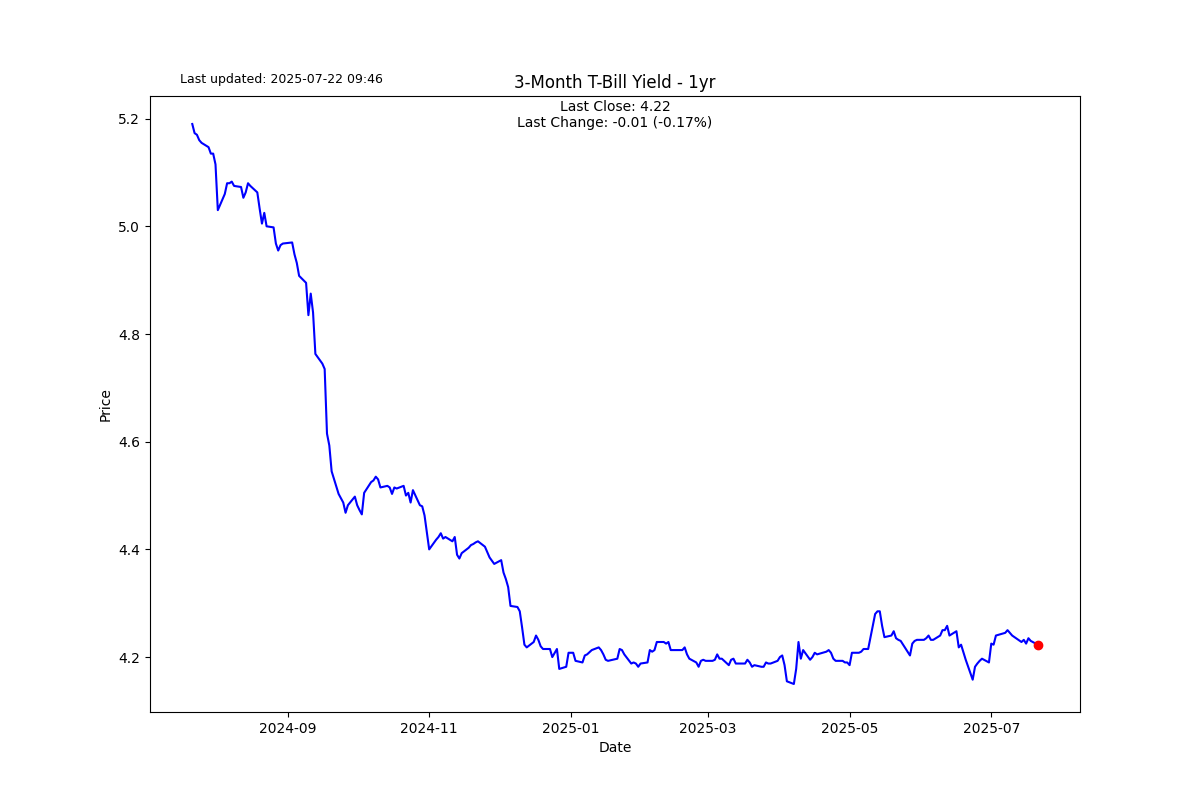 Last updated: 2025-07-22 09:46
3-Month T-Bill Yield - 1yr
Last Close: 4.22
Last Change: -0.01 (-0.17%)
5.2
5.0
4.8
4.6
4.4
4.2
Price
2024-09
2024-11
2025-01
2025-03
2025-05
2025-07
Date